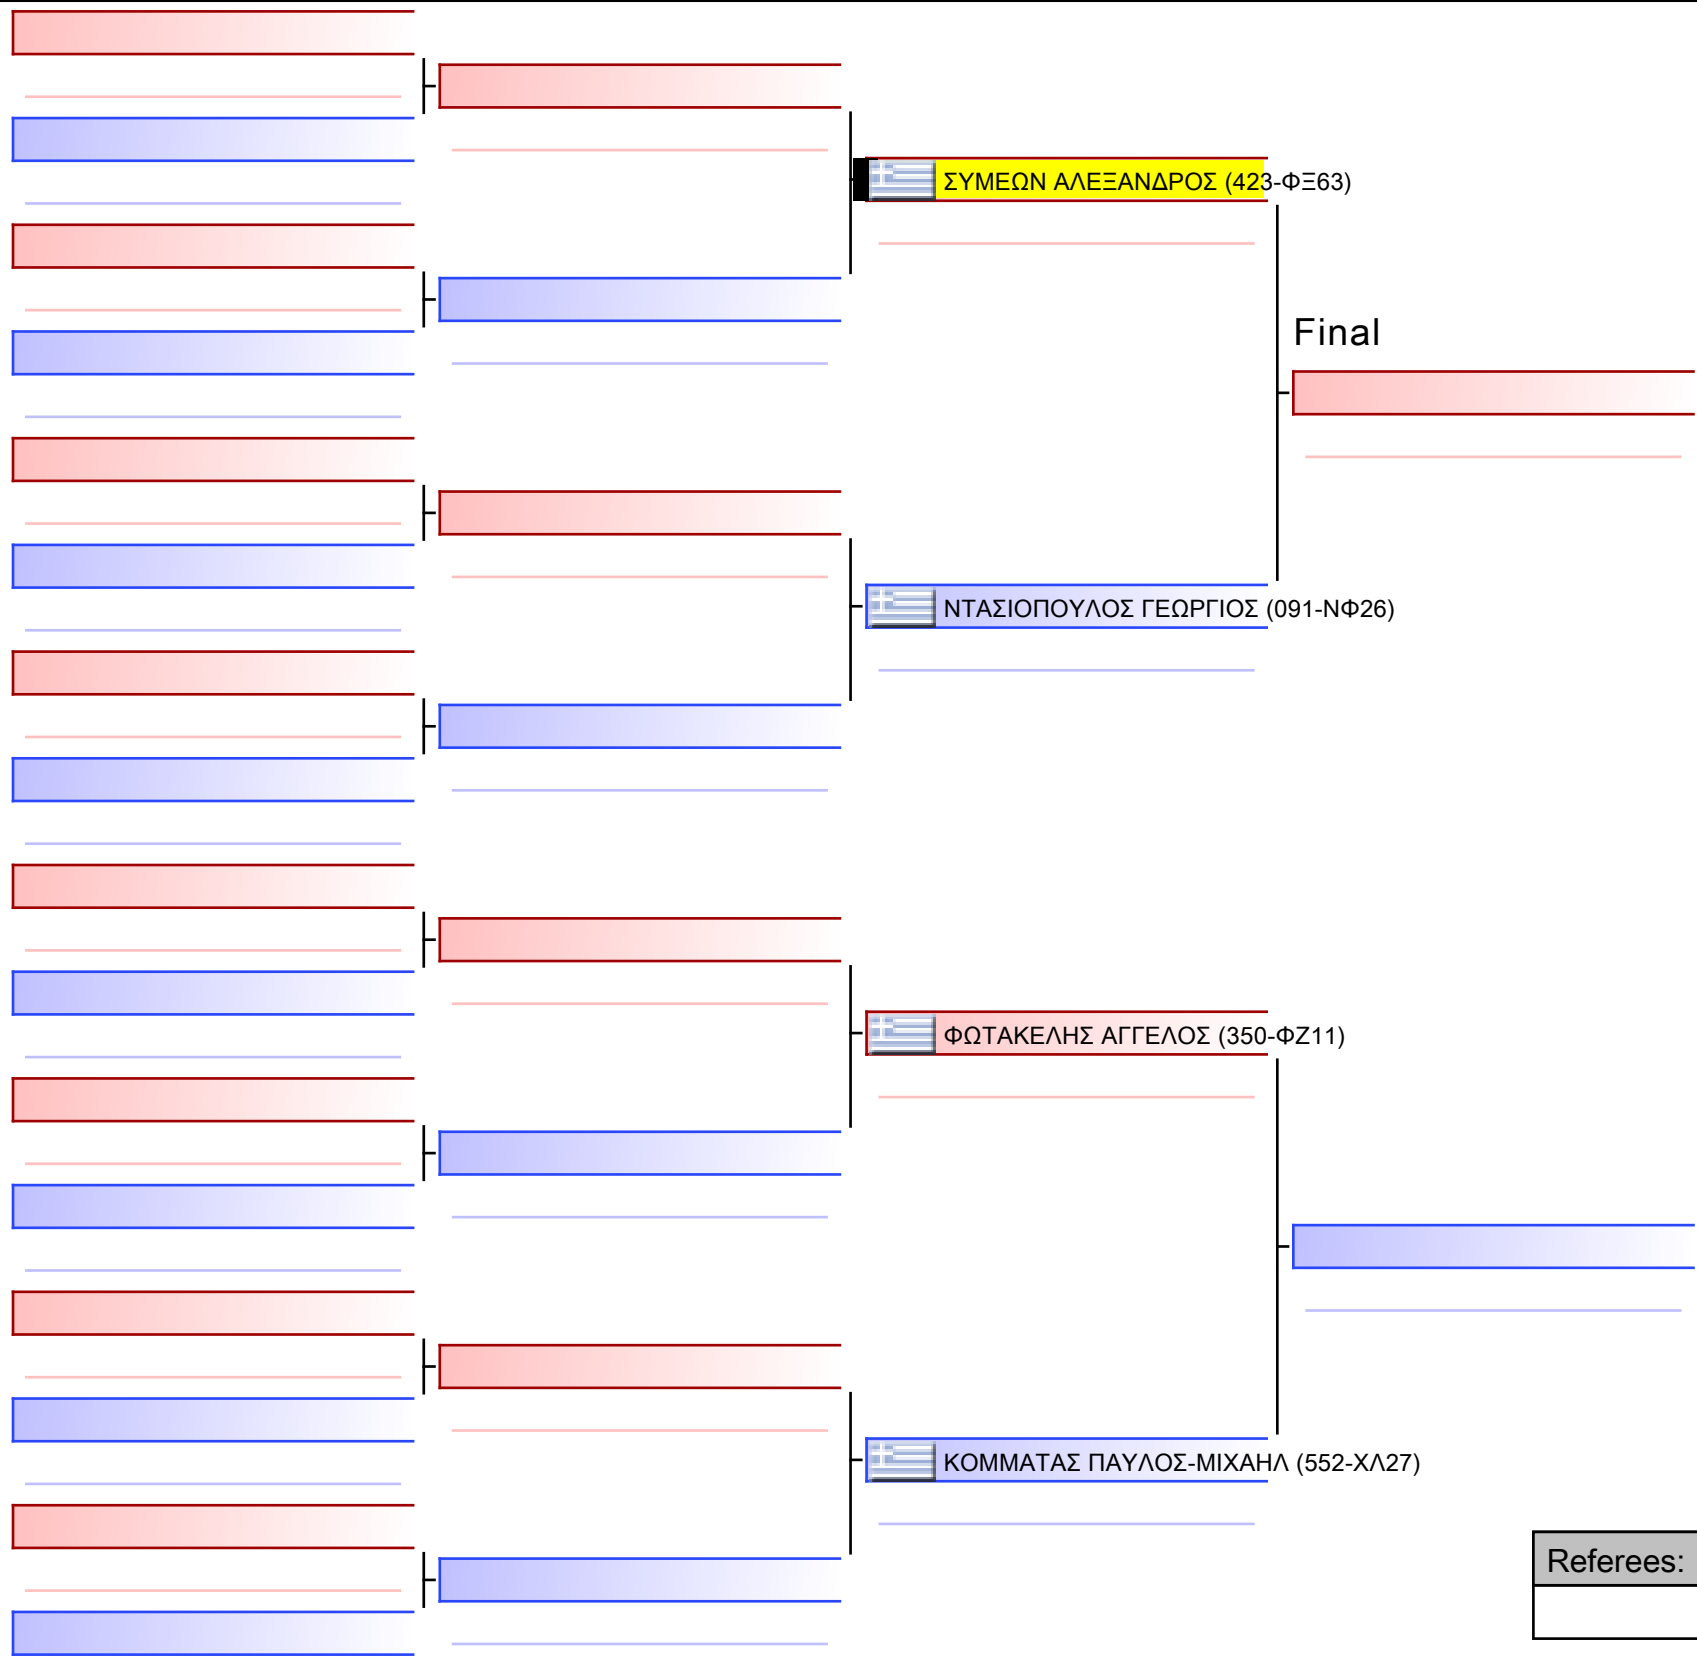 ΣΥΜΕΩΝ ΑΛΕΞΑΝΔΡΟΣ (423-ΦΞ63)
Final
ΝΤΑΣΙΟΠΟΥΛΟΣ ΓΕΩΡΓΙΟΣ (091-ΝΦ26)
ΦΩΤΑΚΕΛΗΣ ΑΓΓΕΛΟΣ (350-ΦΖ11)
ΚΟΜΜΑΤΑΣ ΠΑΥΛΟΣ-ΜΙΧΑΗΛ (552-ΧΛ27)
Referees: